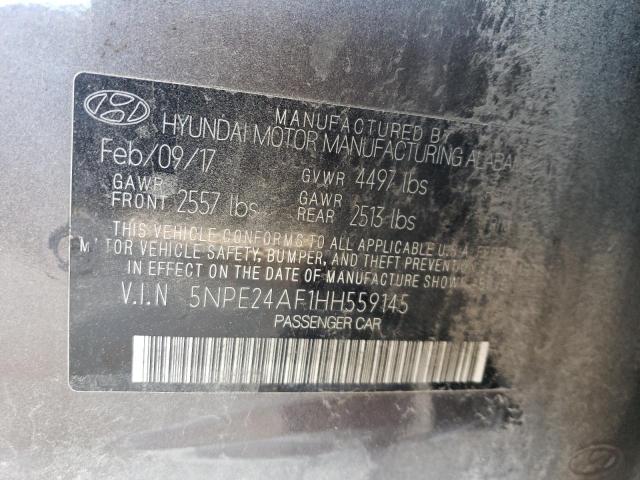 MANUFACTURED BY
HYUNDAI MOTOR MANUFACTURING ALABA
Feb/09/17 GVWR 4497 lbs
GAWR FRONT 2557 lbs GAWR REAR 2513 lbs
THIS VEHICLE CONFORMS TO ALL APPLICABLE U.S.A
MOTOR VEHICLE SAFETY, BUMPER, AND THEFT PREVENTION
IN EFFECT ON THE DATE OF MANUFACTURE SHOWN
V.I.N 5NPE24AF1HH559145
PASSENGER CAR